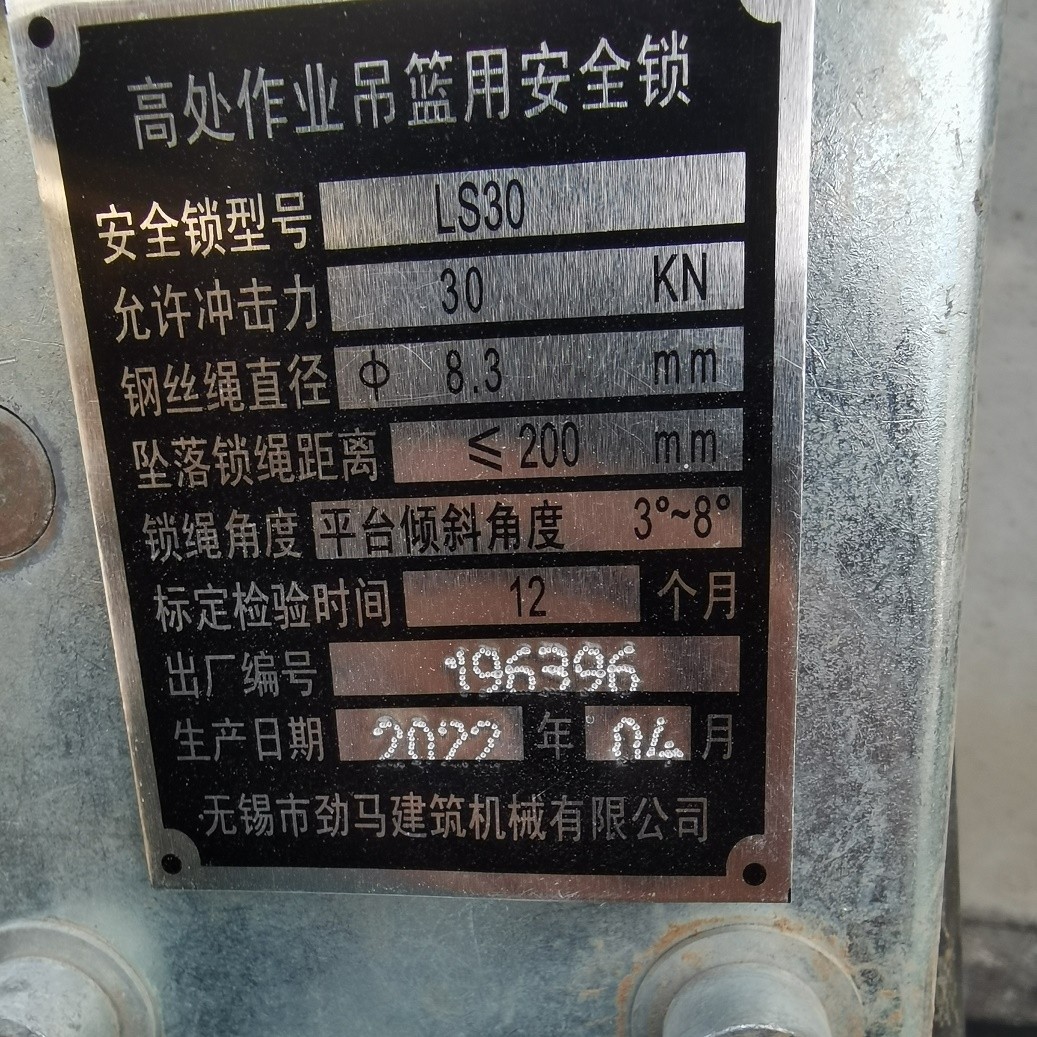 高处作业吊篮用安全锁
安全锁型号 LS30
允许冲击力 30 KN
钢丝绳直径 ф 8.3 mm
坠落锁绳距离 ≤200 mm
锁绳角度 平台倾斜角度 3°~8°
标定检验时间 12 个月
出厂编号 196396
生产日期 2022 年 04 月
无锡市劲马建筑机械有限公司